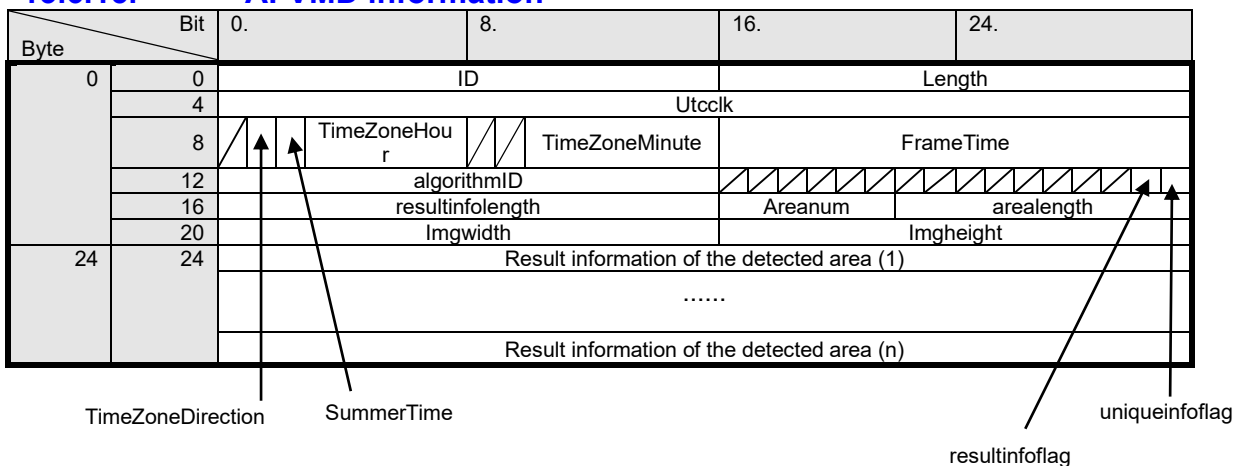 AI-VMD information
Bit 0. 8. 16. 24.
Byte
0 0 ID Length
4 Utcclk
8 TimeZoneHou
r TimeZoneMinute FrameTime
12 algorithmID
16 resultinfolength Areanum arealength
20 Imgwidth Imgheight
24 24 Result information of the detected area (1)
……
Result information of the detected area (n)
TimeZoneDirection SummerTime uniqueinfoflag
resultinfoflag